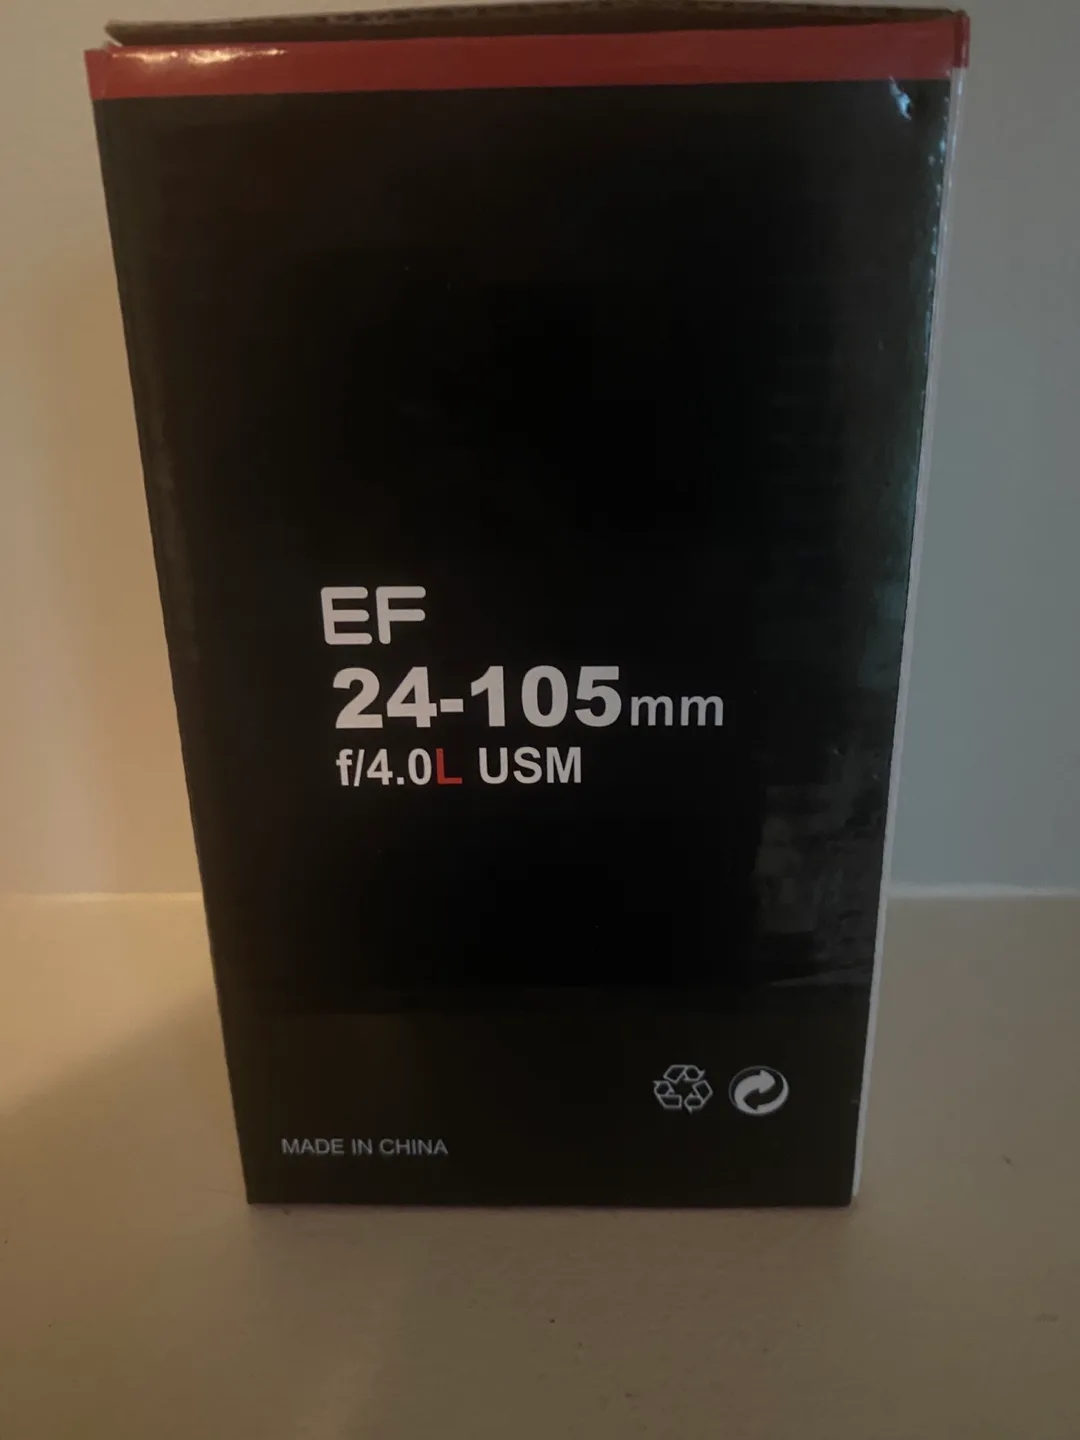 EF
24-105mm
f/4.0L USM
MADE IN CHINA